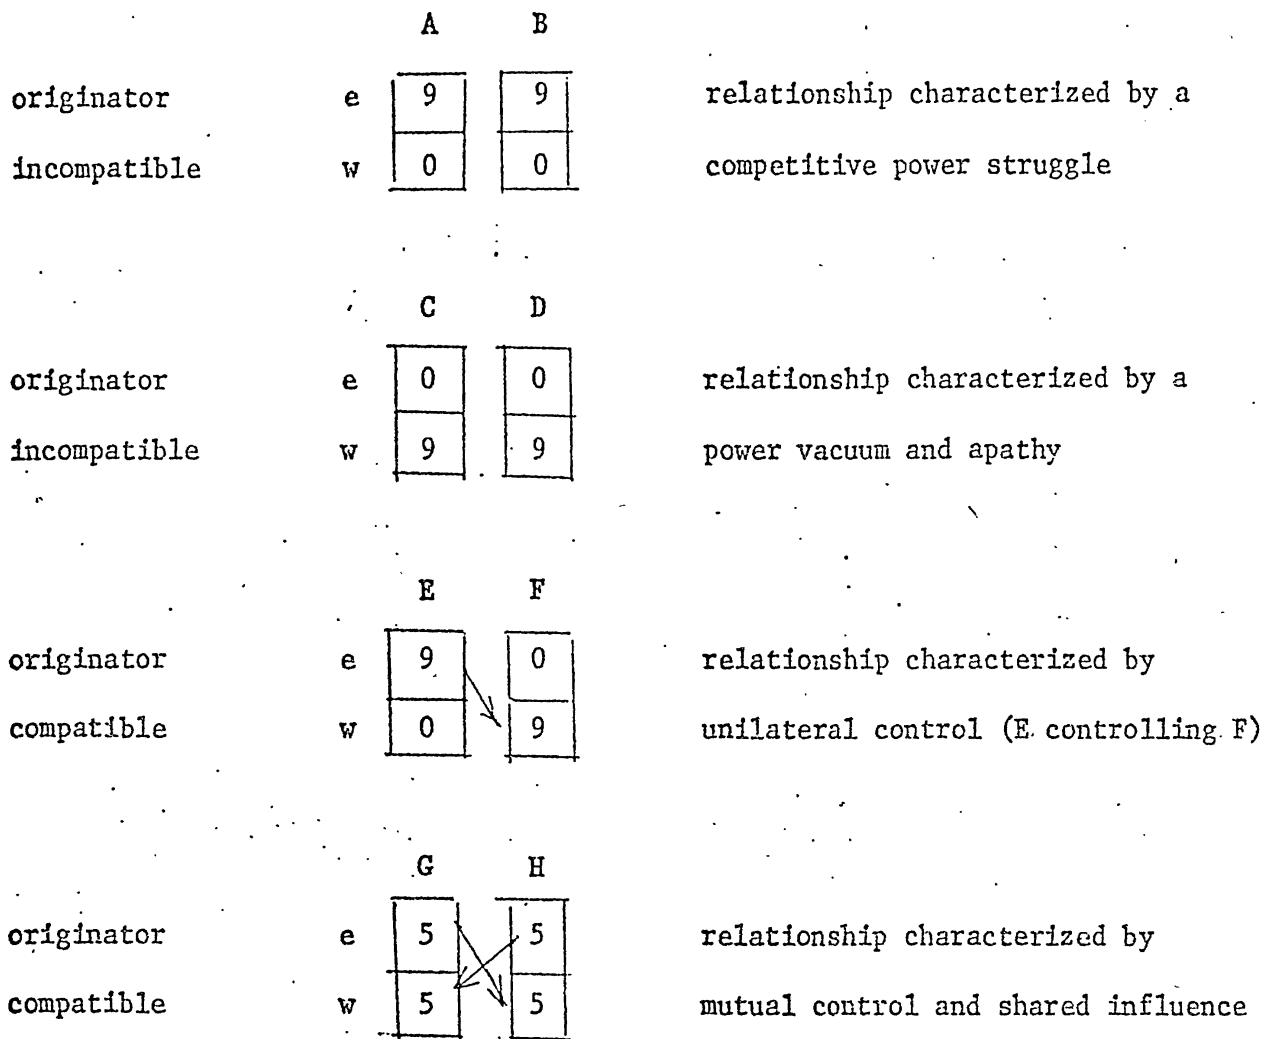 A B
originator e 9 9 relationship characterized by a
incompatible w 0 0 competitive power struggle
C D
originator e 0 0 relationship characterized by a
incompatible w 9 9 power vacuum and apathy
E F
originator e 9 0 relationship characterized by
compatible w 0 9 unilateral control (E controlling F)
G H
originator e 5 5 relationship characterized by
compatible w 5 5 mutual control and shared influence